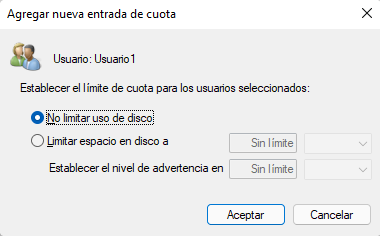 Agregar nueva entrada de cuota
Usuario: Usuario1
Establecer el límite de cuota para los usuarios seleccionados:
No limitar uso de disco
Limitar espacio en disco a Sin límite
Establecer el nivel de advertencia en Sin límite
Aceptar Cancelar